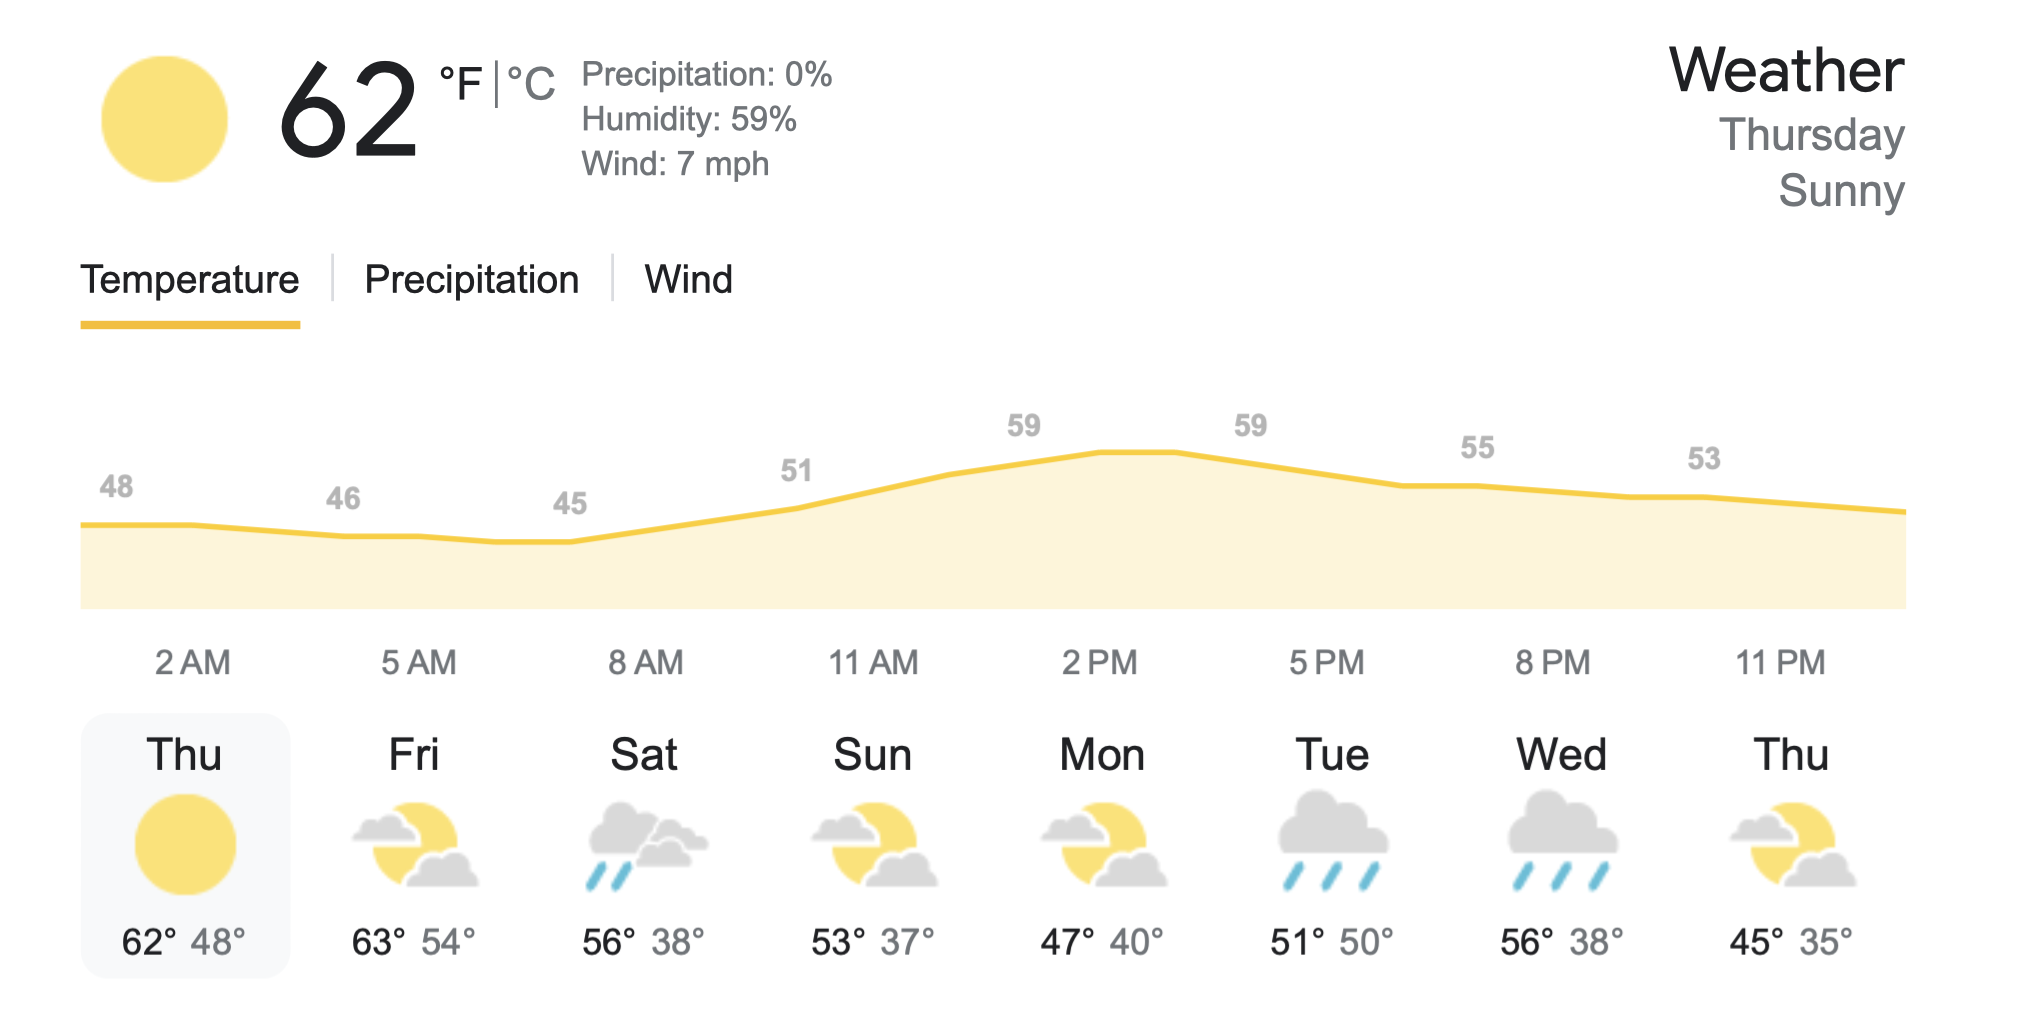 62 °F | °C
Precipitation: 0%
Humidity: 59%
Wind: 7 mph
Weather
Thursday
Sunny
Temperature | Precipitation | Wind
48 46 45 51 59 59 55 53
2 AM 5 AM 8 AM 11 AM 2 PM 5 PM 8 PM 11 PM
Thu Fri Sat Sun Mon Tue Wed Thu
62° 48° 63° 54° 56° 38° 53° 37° 47° 40° 51° 50° 56° 38° 45° 35°